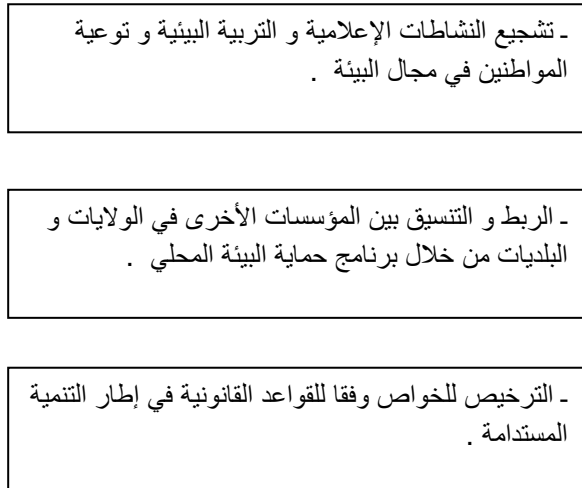 ـ تشجيع النشاطات الإعلامية و التربية البيئية و توعية
المواطنين في مجال البيئة .
ـ الربط و التنسيق بين المؤسسات الأخرى في الولايات و
البلديات من خلال برنامج حماية البيئة المحلي .
ـ الترخيص للخواص وفقا للقواعد القانونية في إطار التنمية
المستدامة .